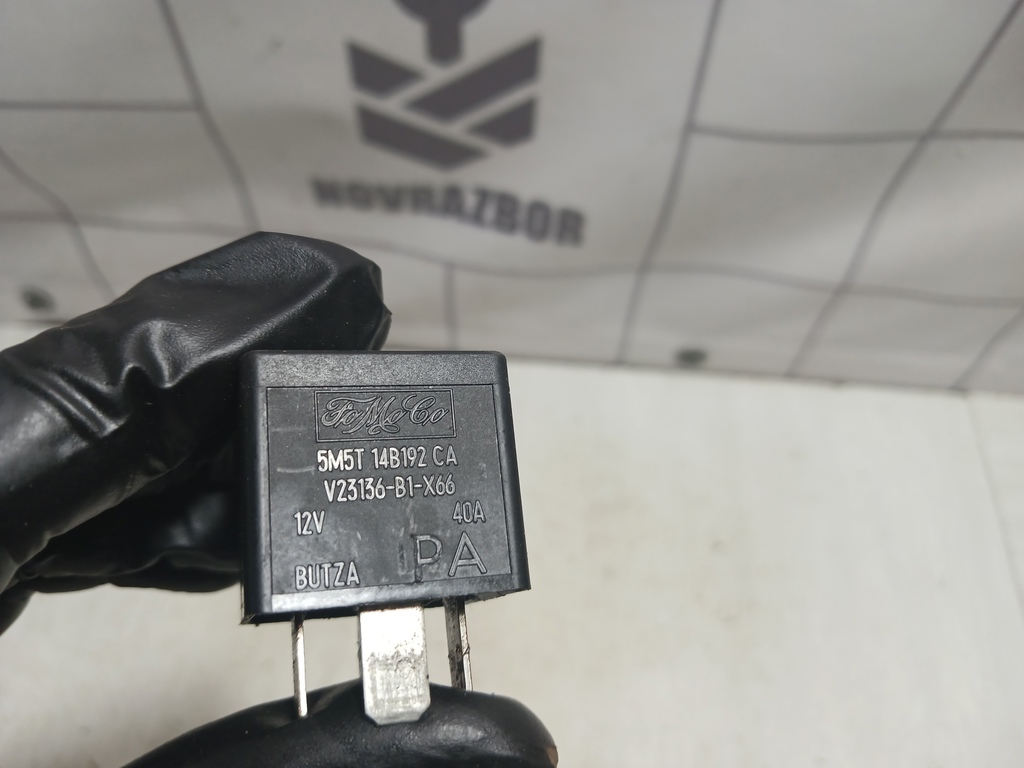 NOVRAZBOR
FoMoCo
5M5T 14B192 CA
V23136-B1-X66
12V 40A
BUTZA PA